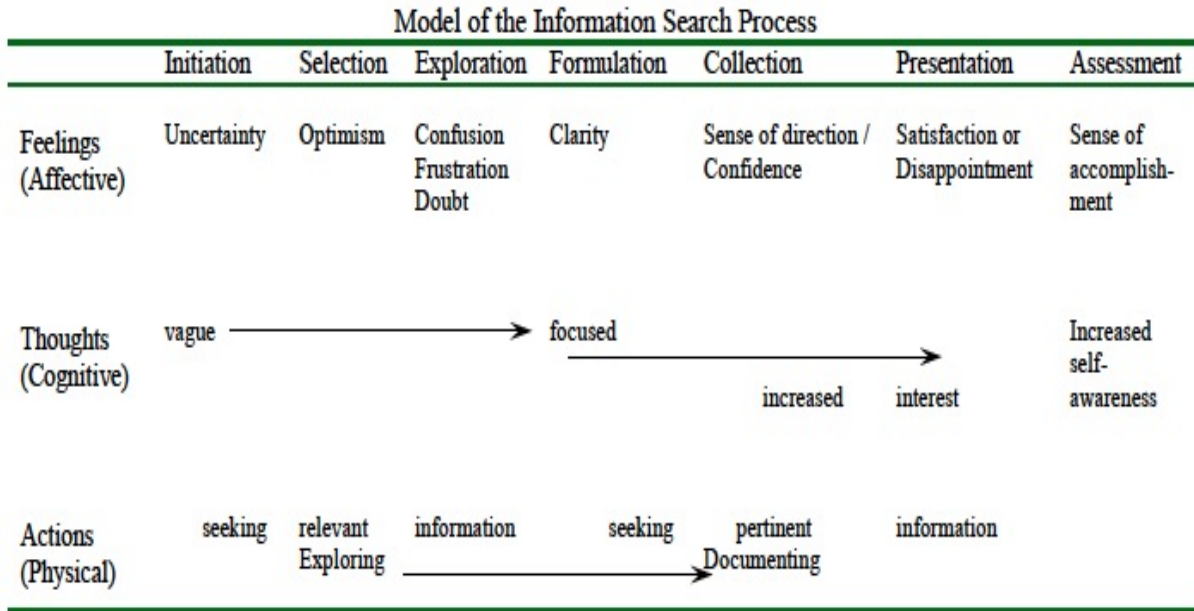 Model of the Information Search Process
Initiation Selection Exploration Formulation Collection Presentation Assessment
Feelings (Affective)
Uncertainty
Optimism
Confusion
Frustration
Doubt
Clarity
Sense of direction /
Confidence
Satisfaction or
Disappointment
Sense of
accomplish-
ment
Thoughts
(Cognitive)
vague
focused
increased interest
Increased
self-
awareness
Actions
(Physical)
seeking relevant information seeking pertinent information
Exploring Documenting